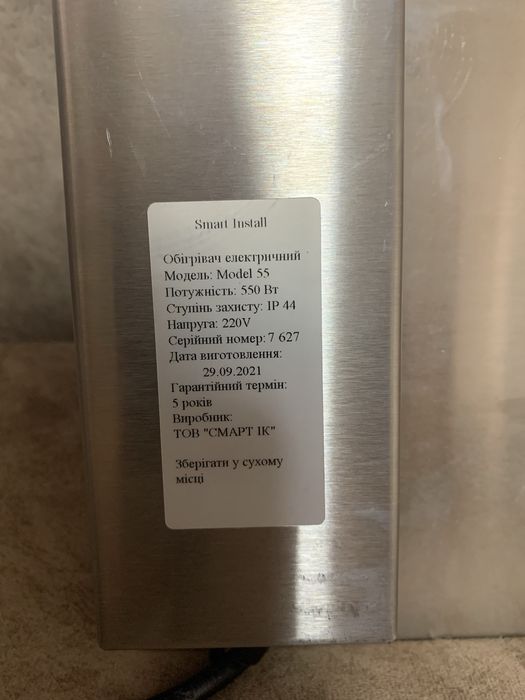 Smart Install
Обігрівач електричний
Модель: Model 55
Потужність: 550 Вт
Ступінь захисту: IP 44
Напруга: 220V
Серійний номер: 7 627
Дата виготовлення:
29.09.2021
Гарантійний термін:
5 років
Виробник:
ТОВ "СМАРТ ІК"
Зберігати у сухому
місці